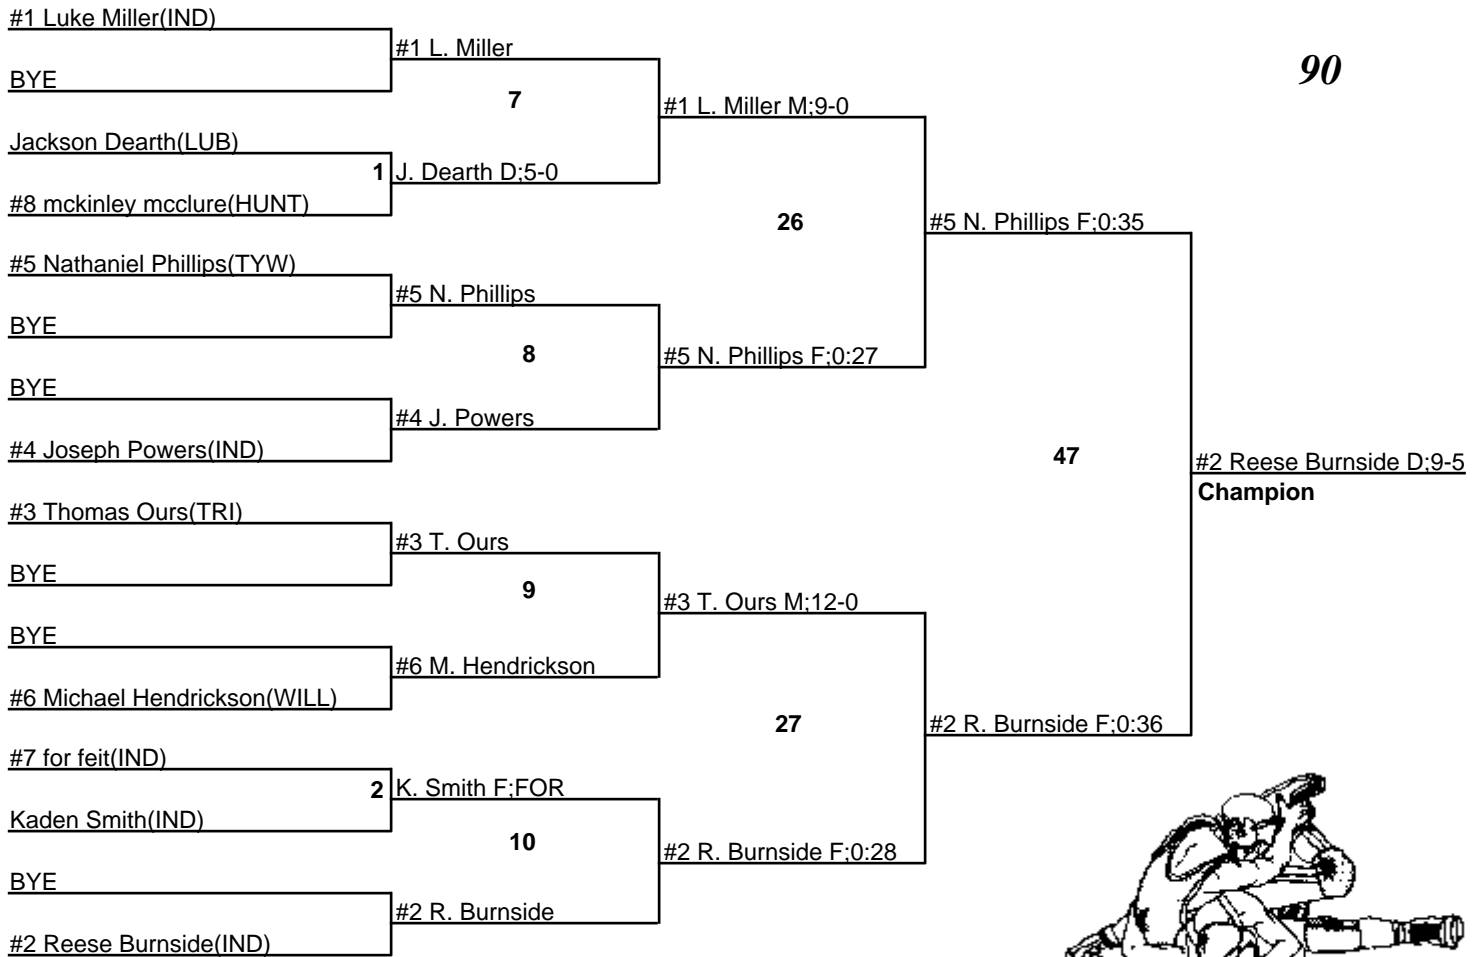 #1 Luke Miller(IND)
#1 L. Miller
90
BYE
7
#1 L. Miller M;9-0
Jackson Dearth(LUB)
1
J. Dearth D;5-0
#8 mckinley mcclure(HUNT)
26
#5 N. Phillips F;0:35
#5 Nathaniel Phillips(TYW)
#5 N. Phillips
BYE
8
#5 N. Phillips F;0:27
BYE
#4 J. Powers
#4 Joseph Powers(IND)
47
#2 Reese Burnside D;9-5
Champion
#3 Thomas Ours(TRI)
#3 T. Ours
BYE
9
#3 T. Ours M;12-0
BYE
#6 M. Hendrickson
#6 Michael Hendrickson(WILL)
27
#2 R. Burnside F;0:36
#7 for feit(IND)
2
K. Smith F;FOR
Kaden Smith(IND)
10
#2 R. Burnside F;0:28
BYE
#2 R. Burnside
#2 Reese Burnside(IND)